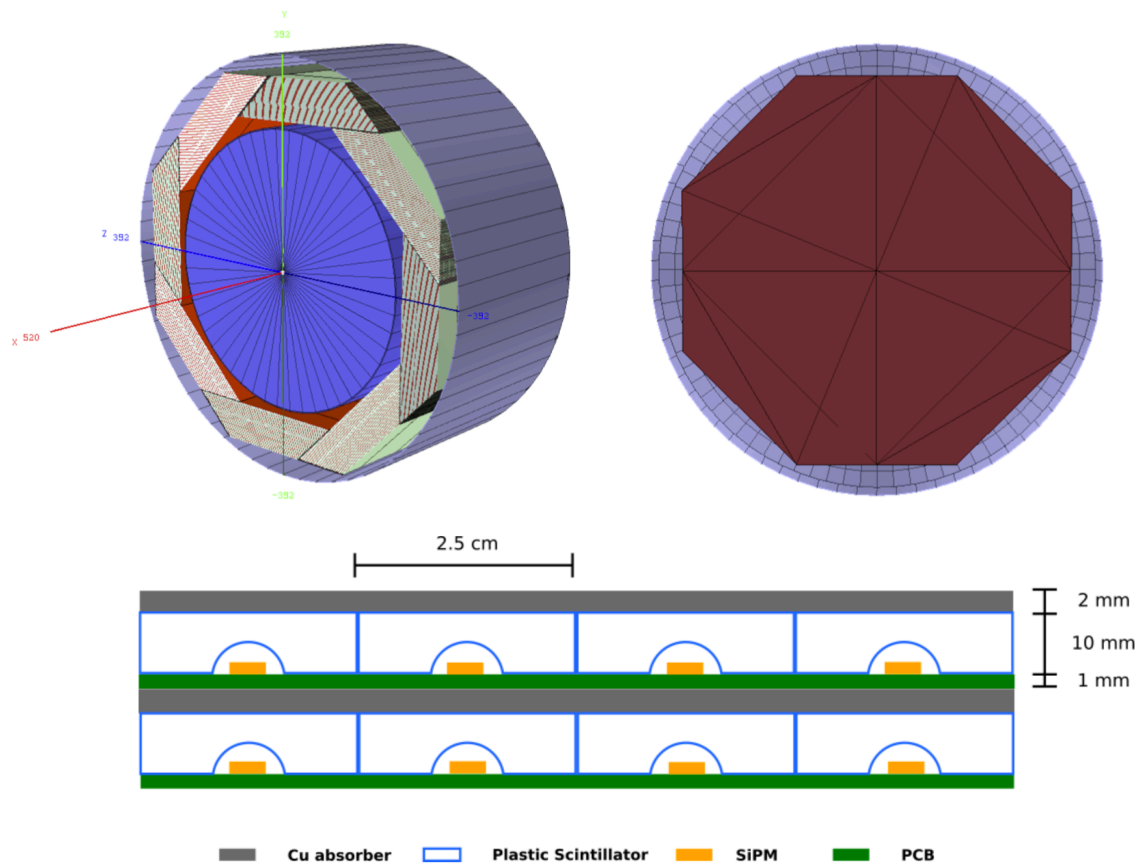 Y
392
Z 392
-392
X 520
-392
2.5 cm
2 mm
10 mm
1 mm
Cu absorber
Plastic Scintillator
SiPM
PCB